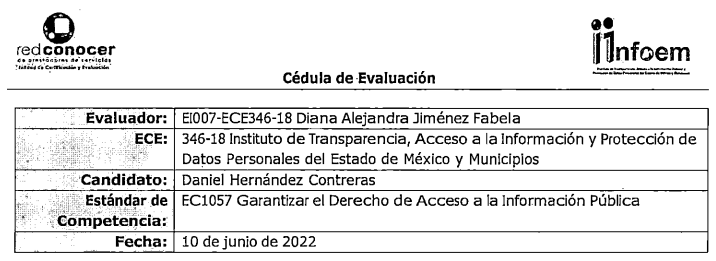 red conocer
de prestadores de servicios
Entidad de Certificación y Evaluación
infoem
Cédula de Evaluación
Evaluador: EI007-ECE346-18 Diana Alejandra Jiménez Fabela
ECE: 346-18 Instituto de Transparencia, Acceso a la Información y Protección de
Datos Personales del Estado de México y Municipios
Candidato: Daniel Hernández Contreras
Estándar de EC1057 Garantizar el Derecho de Acceso a la Información Pública
Competencia:
Fecha: 10 de junio de 2022